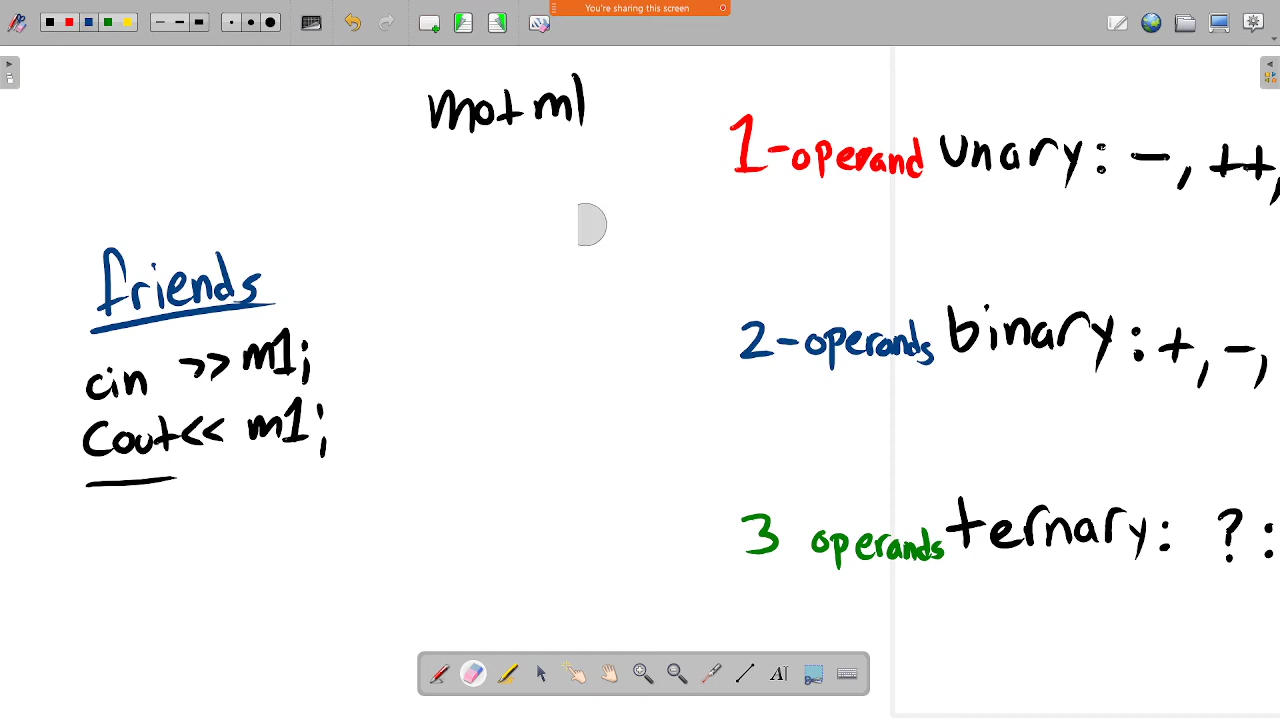 You're sharing this screen
m0+m1
1-operand unary: -, ++,
friends
cin >> m1;
cout<< m1;
2-operands binary: +, -,
3 operands ternary: ? :